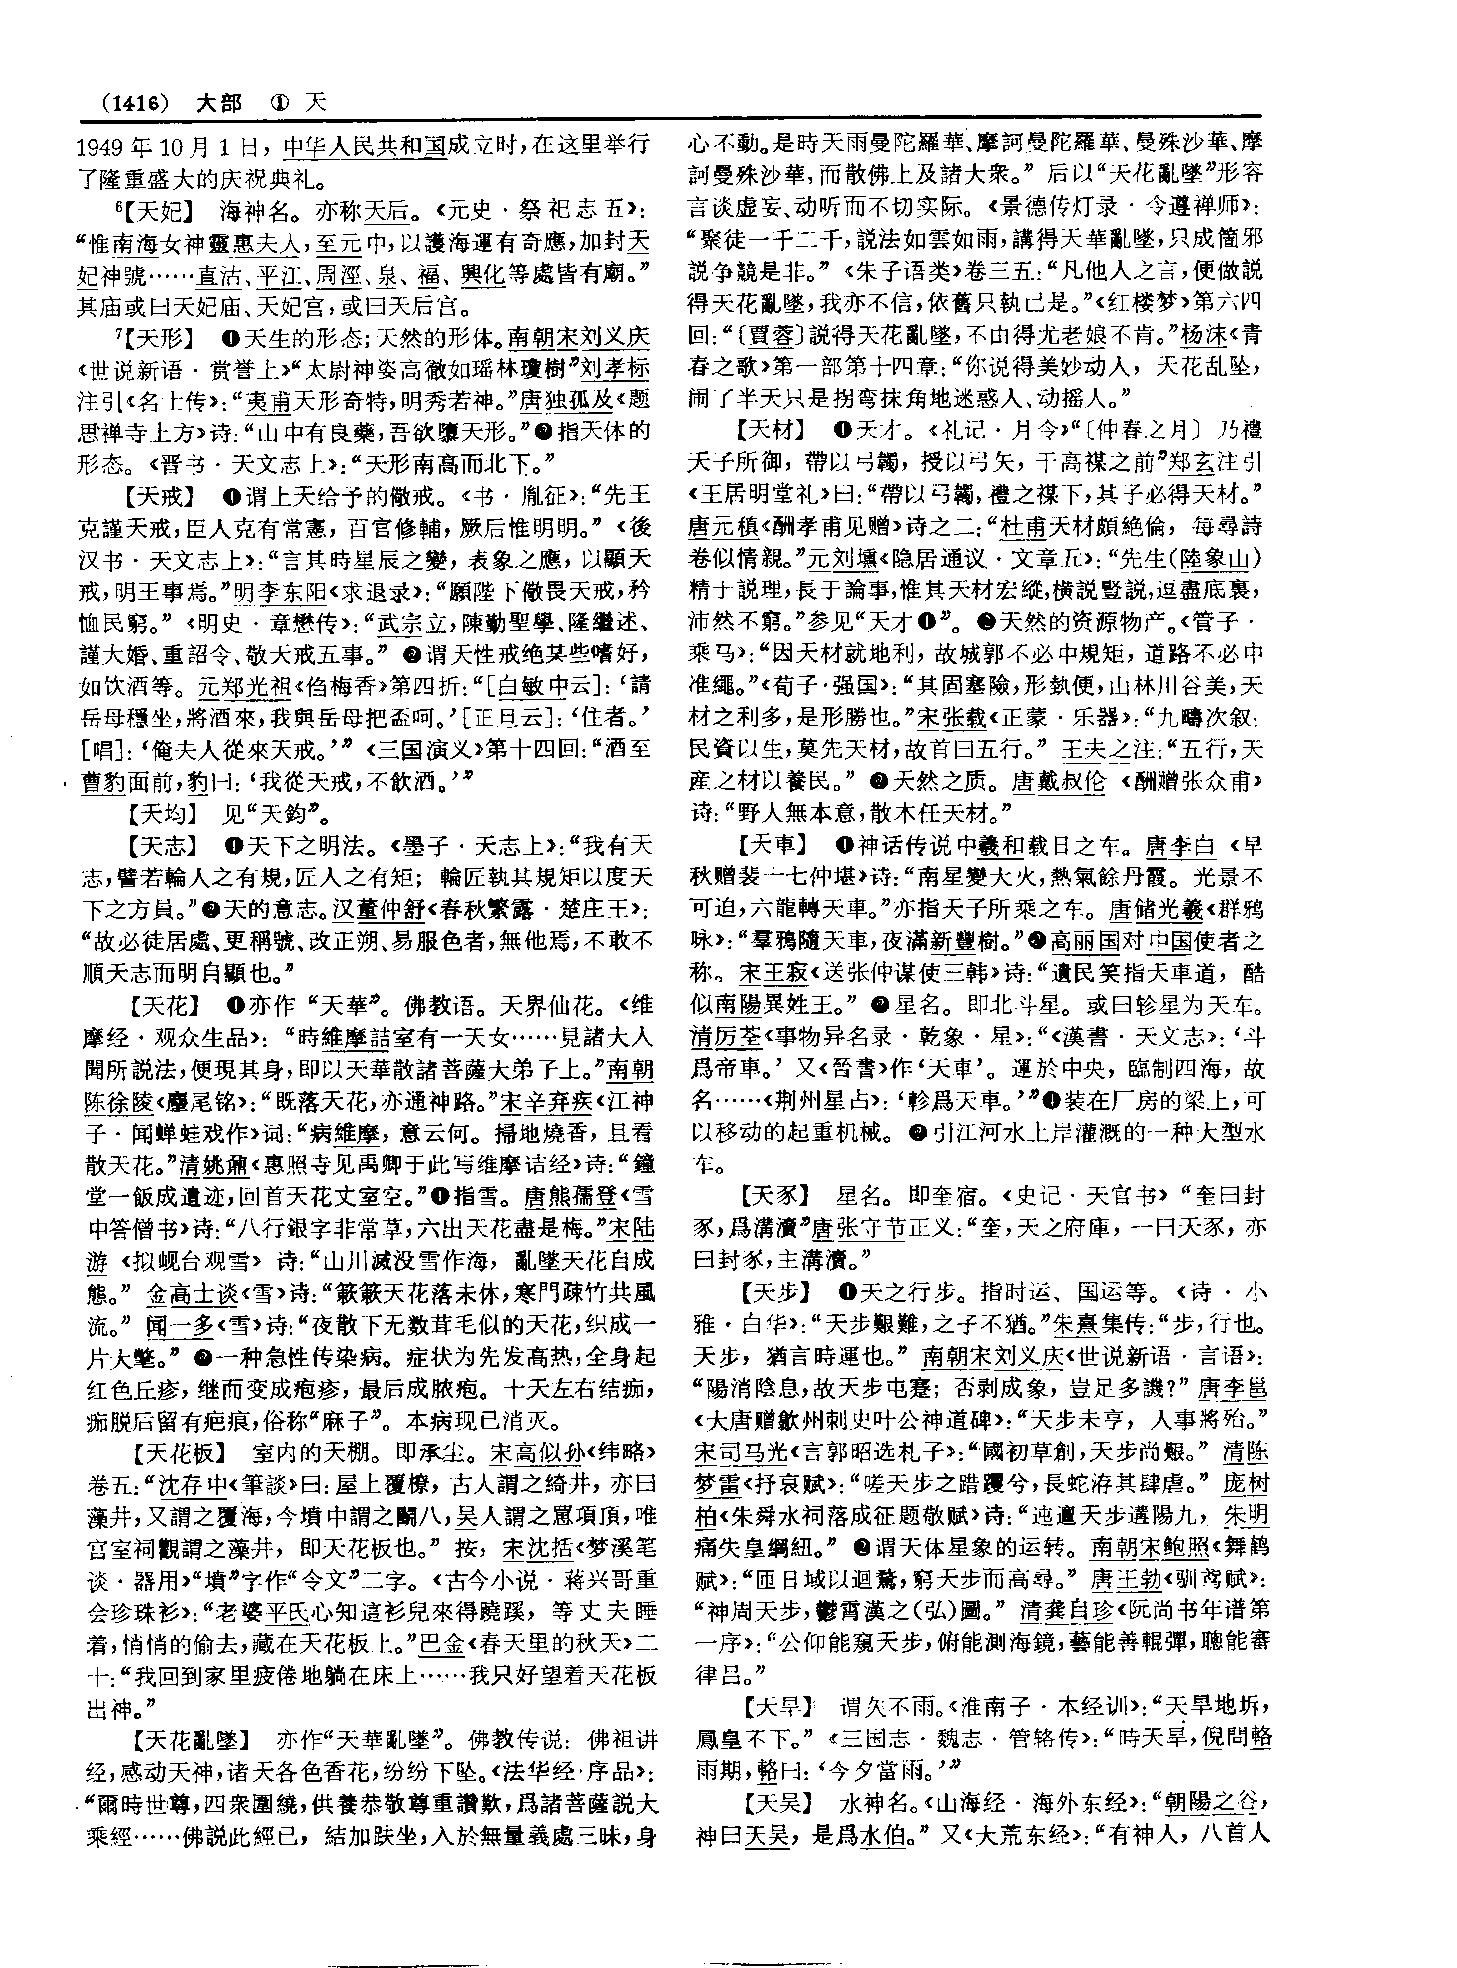 （1416） 大部 ① 天
1949 年 10 月 1 日，中华人民共和国成立时，在这里举行
了隆重盛大的庆祝典礼。
⁶【天妃】 海神名。亦称天后。《元史·祭祀志五》：
“惟南海女神靈惠夫人，至元中，以護海運有奇應，加封天
妃神號……直沽、平江、周涇、泉、福、興化等處皆有廟。”
其庙或曰天妃庙、天妃宫，或曰天后宫。
⁷【天形】 ❶天生的形态；天然的形体。南朝宋刘义庆
《世说新语·赏誉上》“太尉神姿高徹如瑶林瓊樹”刘孝标
注引《名士传》：“夷甫天形奇特，明秀若神。”唐独孤及《题
思禅寺上方》诗：“山中有良藥，吾欲隳天形。”❷指天体的
形态。《晋书·天文志上》：“天形南高而北下。”
【天戒】 ❶谓上天给予的儆戒。《书·胤征》：“先王
克謹天戒，臣人克有常憲，百官修輔，厥后惟明明。”《後
汉书·天文志上》：“言其時星辰之變，表象之應，以顯天
戒，明王事焉。”明李东阳《求退录》：“願陛下儆畏天戒，矜
恤民窮。”《明史·章懋传》：“武宗立，陳勤聖學、隆繼述、
謹大婚、重詔令、敬天戒五事。” ❷谓天性戒绝某些嗜好，
如饮酒等。元郑光祖《㑇梅香》第四折：“［白敏中云］：‘請
岳母穩坐，將酒來，我與岳母把盃呵。’［正旦云］：‘住者。’
［唱］：‘俺夫人從來天戒。’”《三国演义》第十四回：“酒至
曹豹面前，豹曰：‘我從天戒，不飲酒。’”
【天均】 见“天鈞”。
【天志】 ❶天下之明法。《墨子·天志上》：“我有天
志，譬若輪人之有規，匠人之有矩；輪匠執其規矩以度天
下之方員。”❷天的意志。汉董仲舒《春秋繁露·楚庄王》：
“故必徙居處、更稱號、改正朔、易服色者，無他焉，不敢不
順天志而明自顯也。”
【天花】 ❶亦作“天華”。佛教语。天界仙花。《维
摩经·观众生品》：“時維摩詰室有一天女……見諸大人
聞所説法，便現其身，即以天華散諸菩薩大弟子上。”南朝
陈徐陵《麈尾铭》：“既落天花，亦通神路。”宋辛弃疾《江神
子·闻蝉蛙戏作》词：“病維摩，意云何。掃地燒香，且看
散天花。”清姚鼐《惠照寺见禹卿于此写维摩诘经》诗：“鐘
堂一飯成遺迹，回首天花丈室空。”❶指雪。唐熊孺登《雪
中答僧书》诗：“八行銀字非常草，六出天花盡是梅。”宋陆
游《拟岘台观雪》诗：“山川滅没雪作海，亂墜天花自成
態。” 金高士谈《雪》诗：“簌簌天花落未休，寒門疎竹共風
流。” 闻一多《雪》诗：“夜散下无数茸毛似的天花，织成一
片大氅。” ❷一种急性传染病。症状为先发高热，全身起
红色丘疹，继而变成疱疹，最后成脓疱。十天左右结痂，
痂脱后留有疤痕，俗称“麻子”。本病现已消灭。
【天花板】 室内的天棚。即承尘。宋高似孙《纬略》
卷五：“沈存中《筆談》曰：屋上覆橑，古人謂之綺井，亦曰
藻井，又謂之覆海，今墳中謂之鬭八，吴人謂之罳項頂，唯
宫室祠觀謂之藻井，即天花板也。” 按，宋沈括《梦溪笔
谈·器用》“墳”字作“令文”二字。《古今小说·蒋兴哥重
会珍珠衫》：“老婆平氏心知這衫兒來得蹺蹊，等丈夫睡
着，悄悄的偷去，藏在天花板上。”巴金《春天里的秋天》二
十：“我回到家里疲倦地躺在床上……我只好望着天花板
出神。”
【天花亂墜】 亦作“天華亂墜”。佛教传说：佛祖讲
经，感动天神，诸天各色香花，纷纷下坠。《法华经·序品》：
“爾時世尊，四衆圍繞，供養恭敬尊重讚歎，爲諸菩薩説大
乘經……佛説此經已，結加趺坐，入於無量義處三昧，身
心不動。是時天雨曼陀羅華、摩訶曼陀羅華、曼殊沙華、摩
訶曼殊沙華，而散佛上及諸大衆。” 后以“天花亂墜”形容
言谈虚妄、动听而不切实际。《景德传灯录·令遵禅师》：
“聚徒一千二千，説法如雲如雨，講得天華亂墜，只成箇邪
説争競是非。”《朱子语类》卷三五：“凡他人之言，便做説
得天花亂墜，我亦不信，依舊只執己是。”《红楼梦》第六四
回：“〔賈蓉〕説得天花亂墜，不由得尤老娘不肯。”杨沫《青
春之歌》第一部第十四章：“你说得美妙动人，天花乱坠，
闹了半天只是拐弯抹角地迷惑人、动摇人。”
【天材】 ❶天才。《礼记·月令》“〔仲春之月〕乃禮
天子所御，帶以弓韣，授以弓矢，于高禖之前”郑玄注引
《王居明堂礼》曰：“帶以弓韣，禮之禖下，其子必得天材。”
唐元稹《酬孝甫见赠》诗之二：“杜甫天材頗絶倫，每尋詩
卷似情親。”元刘壎《隐居通议·文章五》：“先生（陸象山）
精于説理，長于論事，惟其天材宏縱，横説豎説，逗盡底裏，
沛然不窮。”参见“天才❶”。 ❷天然的资源物产。《管子·
乘马》：“因天材就地利，故城郭不必中規矩，道路不必中
准繩。”《荀子·强国》：“其固塞險，形埶便，山林川谷美，天
材之利多，是形勝也。”宋张载《正蒙·乐器》：“九疇次叙：
民資以生，莫先天材，故首曰五行。” 王夫之注：“五行，天
産之材以養民。” ❸天然之质。唐戴叔伦《酬赠张众甫》
诗：“野人無本意，散木任天材。”
【天車】 ❶神话传说中羲和载日之车。唐李白《早
秋赠裴十七仲堪》诗：“南星變大火，熱氣餘丹霞。光景不
可迫，六龍轉天車。”亦指天子所乘之车。唐储光羲《群鸦
咏》：“羣鴉隨天車，夜滿新豐樹。”❷高丽国对中国使者之
称。宋王寂《送张仲谋使三韩》诗：“遺民笑指天車道，酷
似南陽異姓王。” ❸星名。即北斗星。或曰轸星为天车。
清厉荃《事物异名录·乾象·星》：“《漢書·天文志》：‘斗
爲帝車。’又《晉書》作‘天車’。運於中央，臨制四海，故
名……《荆州星占》：‘軫爲天車。’”❹装在厂房的梁上，可
以移动的起重机械。❺引江河水上岸灌溉的一种大型水
车。
【天豕】 星名。即奎宿。《史记·天官书》“奎曰封
豕，爲溝瀆”唐张守节正义：“奎，天之府庫，一曰天豕，亦
曰封豕，主溝瀆。”
【天步】 ❶天之行步。指时运、国运等。《诗·小
雅·白华》：“天步艱難，之子不猶。”朱熹集传：“步，行也。
天步，猶言時運也。” 南朝宋刘义庆《世说新语·言语》：
“陽消陰息，故天步屯蹇；否剥成象，豈足多譏？”唐李邕
《大唐赠歙州刺史叶公神道碑》：“天步未亨，人事將殆。”
宋司马光《言郭昭选札子》：“國初草創，天步尚艱。” 清陈
梦雷《抒哀赋》：“嗟天步之踣躩兮，長蛇洊其肆虐。” 庞树
柏《朱舜水祠落成征题敬赋》诗：“迍邅天步遘陽九，朱明
痛失皇綱紐。” ❷谓天体星象的运转。南朝宋鲍照《舞鹤
赋》：“匝日域以迴鶩，窮天步而高尋。” 唐王勃《驯鸢赋》：
“神周天步，鬱霄漢之（弘）圖。” 清龚自珍《阮尚书年谱第
一序》：“公仰能窺天步，俯能測海鏡，藝能善輥彈，聰能審
律吕。”
【天旱】 谓久不雨。《淮南子·本经训》：“天旱地坼，
鳳皇不下。”《三国志·魏志·管辂传》：“時天旱，倪問輅
雨期，輅曰：‘今夕當雨。’”
【天吴】 水神名。《山海经·海外东经》：“朝陽之谷，
神曰天吴，是爲水伯。”又《大荒东经》：“有神人，八首人